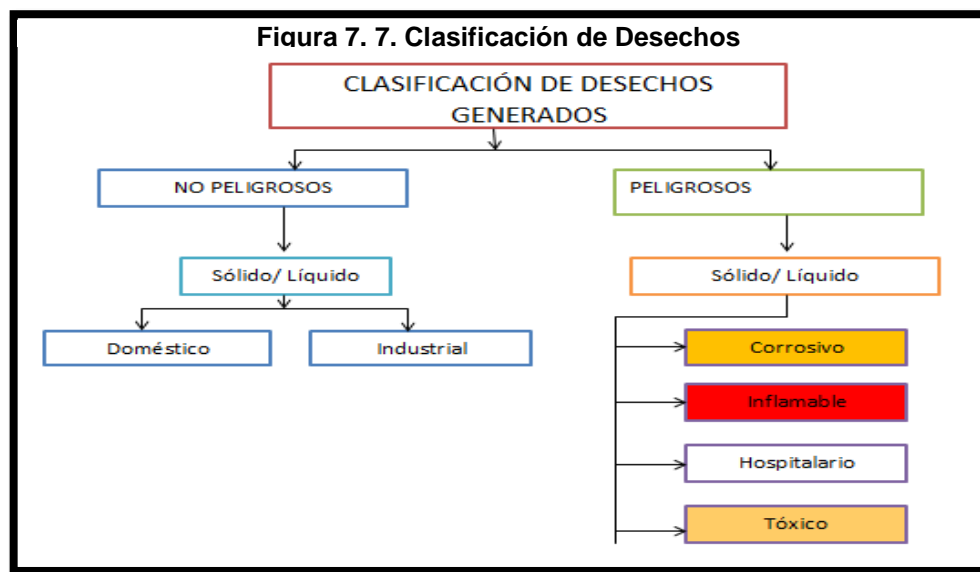 Figura 7. 7. Clasificación de Desechos
CLASIFICACIÓN DE DESECHOS
GENERADOS
NO PELIGROSOS
PELIGROSOS
Sólido/ Líquido
Sólido/ Líquido
Doméstico
Industrial
Corrosivo
Inflamable
Hospitalario
Tóxico